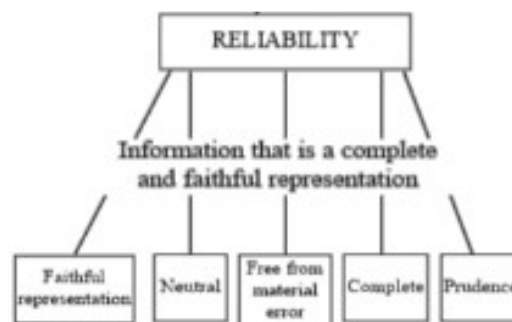 RELIABILITY
Information that is a complete
and faithful representation
Faithful
representation
Neutral
Free from
material
error
Complete
Prudence